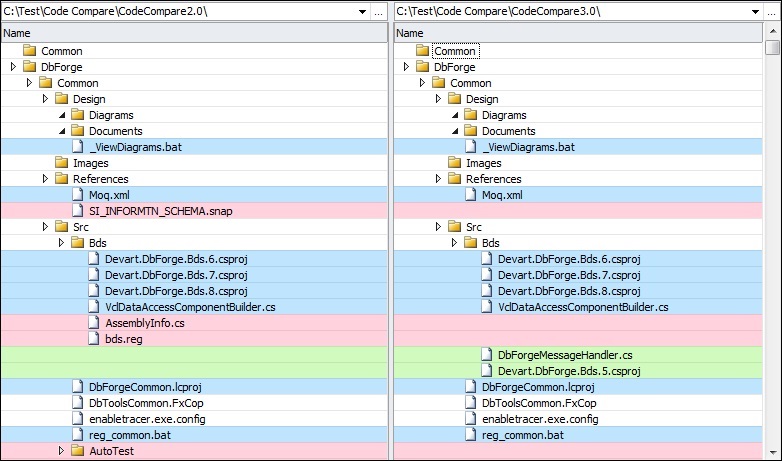 C:\Test\Code Compare\CodeCompare2.0\ ...
Name
Common
DbForge
Common
Design
Diagrams
Documents
_ViewDiagrams.bat
Images
References
Moq.xml
SI_INFORMTN_SCHEMA.snap
Src
Bds
Devart.DbForge.Bds.6.csproj
Devart.DbForge.Bds.7.csproj
Devart.DbForge.Bds.8.csproj
VclDataAccessComponentBuilder.cs
AssemblyInfo.cs
bds.reg
DbForgeCommon.lcproj
DbToolsCommon.FxCop
enabletracer.exe.config
reg_common.bat
AutoTest
C:\Test\Code Compare\CodeCompare3.0\ ...
Name
Common
DbForge
Common
Design
Diagrams
Documents
_ViewDiagrams.bat
Images
References
Moq.xml
Src
Bds
Devart.DbForge.Bds.6.csproj
Devart.DbForge.Bds.7.csproj
Devart.DbForge.Bds.8.csproj
VclDataAccessComponentBuilder.cs
DbForgeMessageHandler.cs
Devart.DbForge.Bds.5.csproj
DbForgeCommon.lcproj
DbToolsCommon.FxCop
enabletracer.exe.config
reg_common.bat